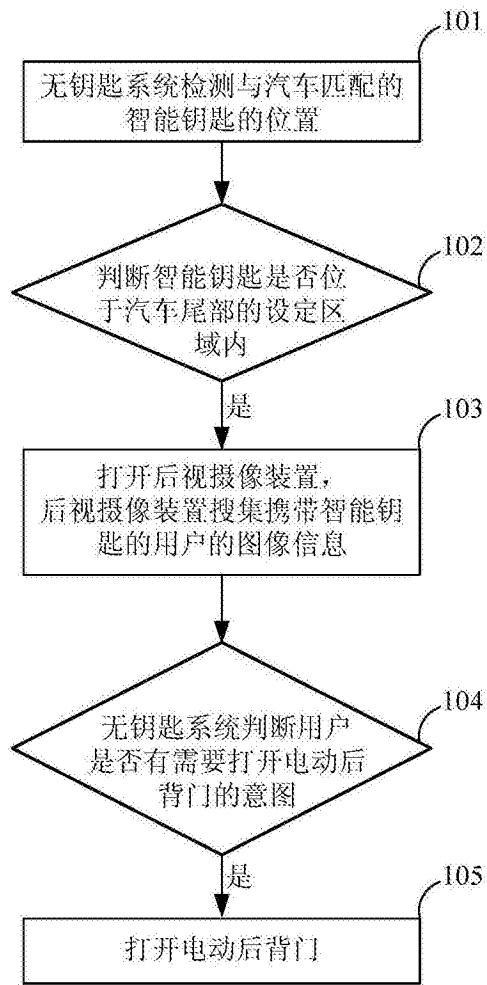 101
无钥匙系统检测与汽车匹配的
智能钥匙的位置
102
判断智能钥匙是否位
于汽车尾部的设定区
域内
是
103
打开后视摄像装置，
后视摄像装置搜集携带智能钥
匙的用户的图像信息
104
无钥匙系统判断用户
是否有需要打开电动后
背门的意图
是
105
打开电动后背门